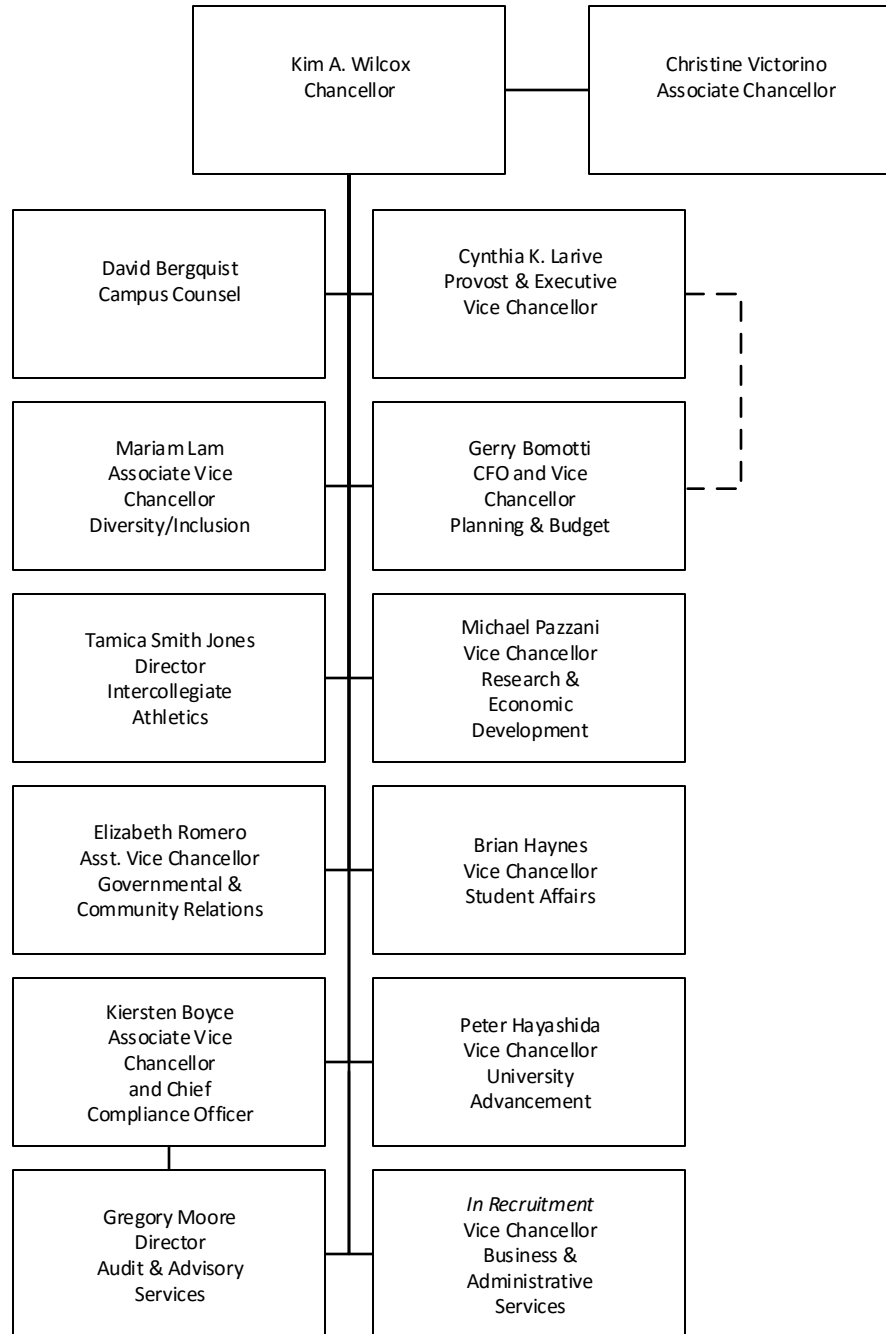 Kim A. Wilcox
Chancellor
Christine Victorino
Associate Chancellor
David Bergquist
Campus Counsel
Cynthia K. Larive
Provost & Executive
Vice Chancellor
Mariam Lam
Associate Vice
Chancellor
Diversity/Inclusion
Gerry Bomotti
CFO and Vice
Chancellor
Planning & Budget
Tamica Smith Jones
Director
Intercollegiate
Athletics
Michael Pazzani
Vice Chancellor
Research &
Economic
Development
Elizabeth Romero
Asst. Vice Chancellor
Governmental &
Community Relations
Brian Haynes
Vice Chancellor
Student Affairs
Kiersten Boyce
Associate Vice
Chancellor
and Chief
Compliance Officer
Peter Hayashida
Vice Chancellor
University
Advancement
Gregory Moore
Director
Audit & Advisory
Services
In Recruitment
Vice Chancellor
Business &
Administrative
Services